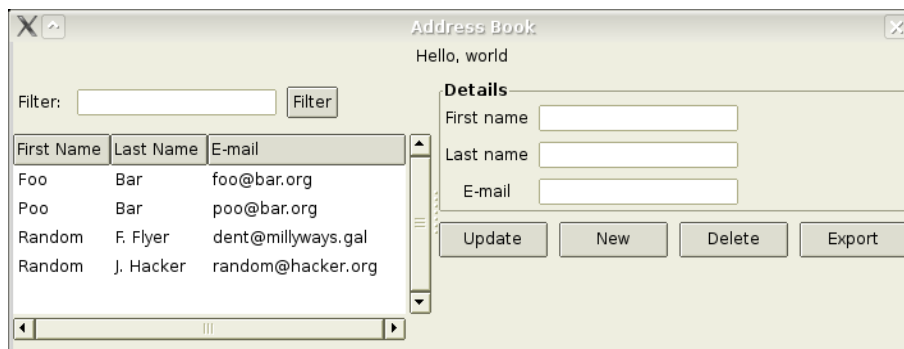 Address Book
Hello, world
Filter: Filter
First Name Last Name E-mail
Foo Bar foo@bar.org
Poo Bar poo@bar.org
Random F. Flyer dent@millyways.gal
Random J. Hacker random@hacker.org
Details
First name
Last name
E-mail
Update New Delete Export